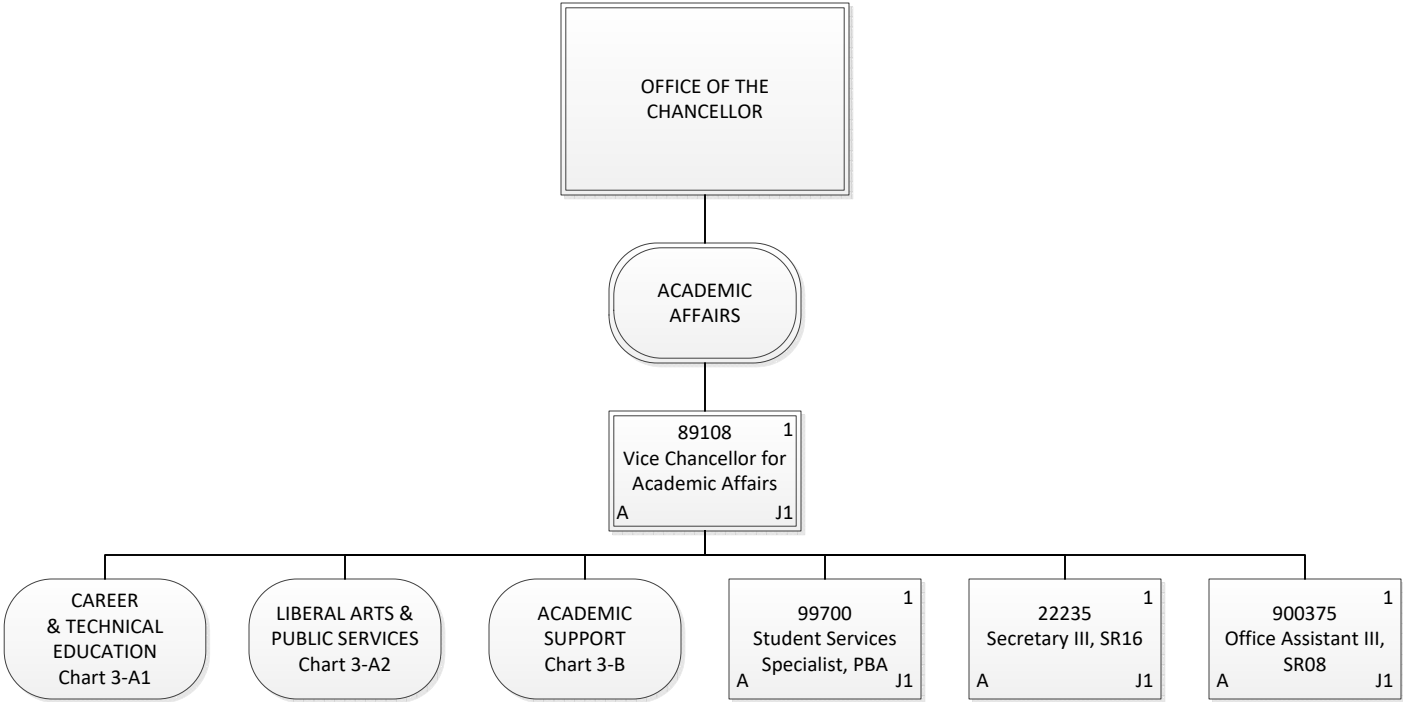 OFFICE OF THE
CHANCELLOR
ACADEMIC
AFFAIRS
89108 1
Vice Chancellor for
Academic Affairs
A J1
CAREER
& TECHNICAL
EDUCATION
Chart 3-A1
LIBERAL ARTS &
PUBLIC SERVICES
Chart 3-A2
ACADEMIC
SUPPORT
Chart 3-B
1
99700
Student Services
Specialist, PBA
A J1
1
22235
Secretary III, SR16
A J1
1
900375
Office Assistant III,
SR08
A J1